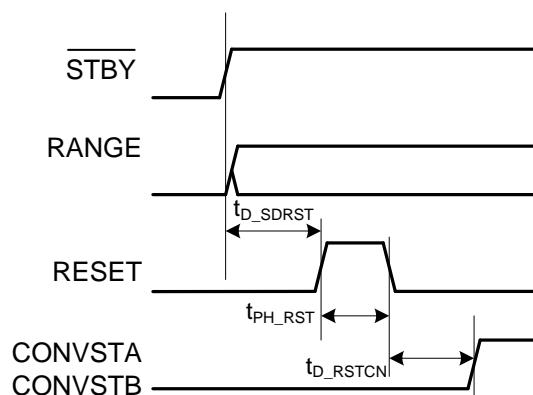 STBY
RANGE
tD_SDRST
RESET
tPH_RST
CONVSTA
tD_RSTCN
CONVSTB